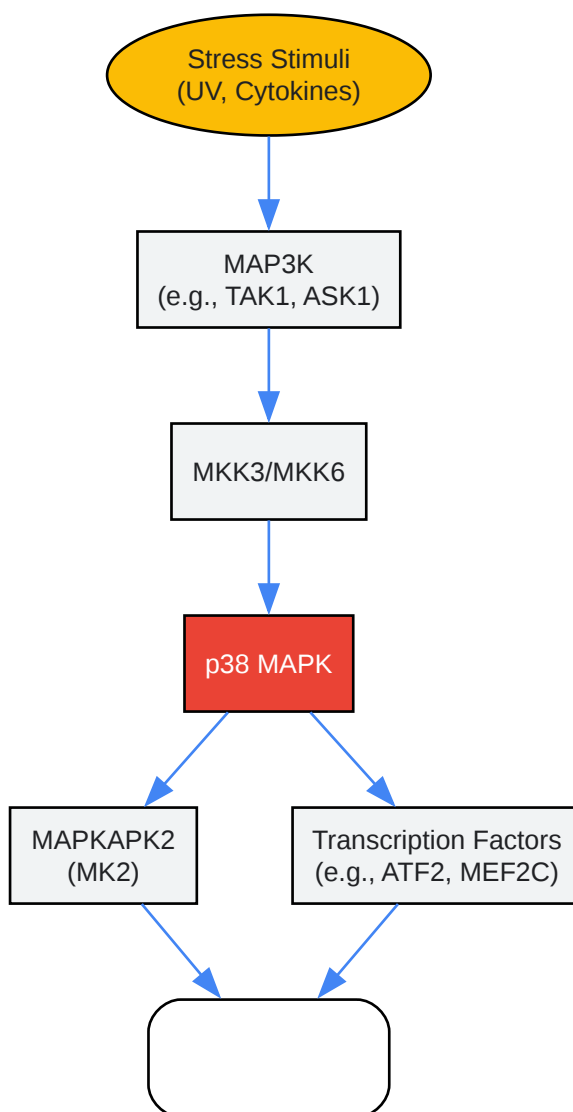 Stress Stimuli
(UV, Cytokines)
MAP3K
(e.g., TAK1, ASK1)
MKK3/MKK6
p38 MAPK
MAPKAPK2
(MK2)
Transcription Factors
(e.g., ATF2, MEF2C)